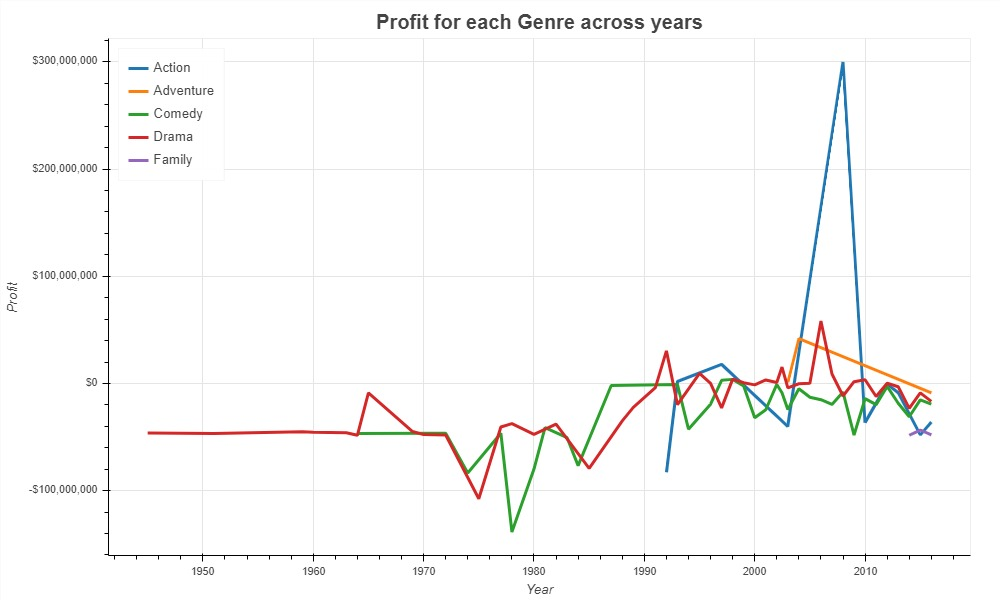 Profit for each Genre across years
$300,000,000
$200,000,000
$100,000,000
$0
-$100,000,000
Profit
Action
Adventure
Comedy
Drama
Family
1950 1960 1970 1980 1990 2000 2010
Year